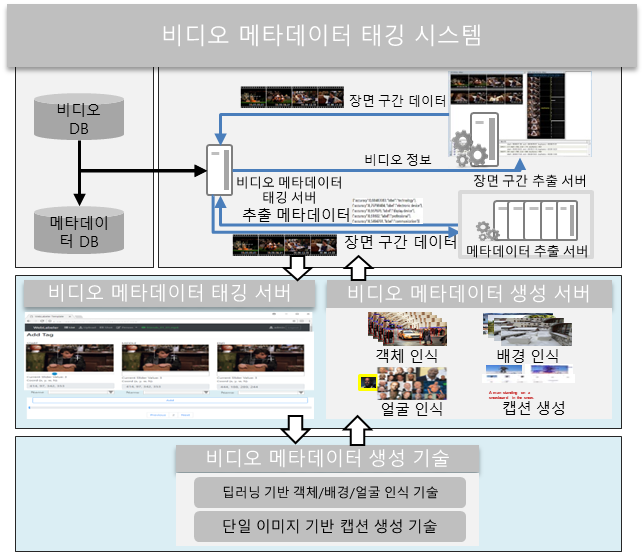 비디오 메타데이터 태깅 시스템
비디오
DB
메타데이
터 DB
장면 구간 데이터
비디오 정보
장면 구간 추출 서버
비디오 메타데이터
태깅 서버
추출 메타데이터
장면 구간 데이터
메타데이터 추출 서버
비디오 메타데이터 태깅 서버
Add Tag
비디오 메타데이터 생성 서버
객체 인식
배경 인식
얼굴 인식
캡션 생성
비디오 메타데이터 생성 기술
딥러닝 기반 객체/배경/얼굴 인식 기술
단일 이미지 기반 캡션 생성 기술